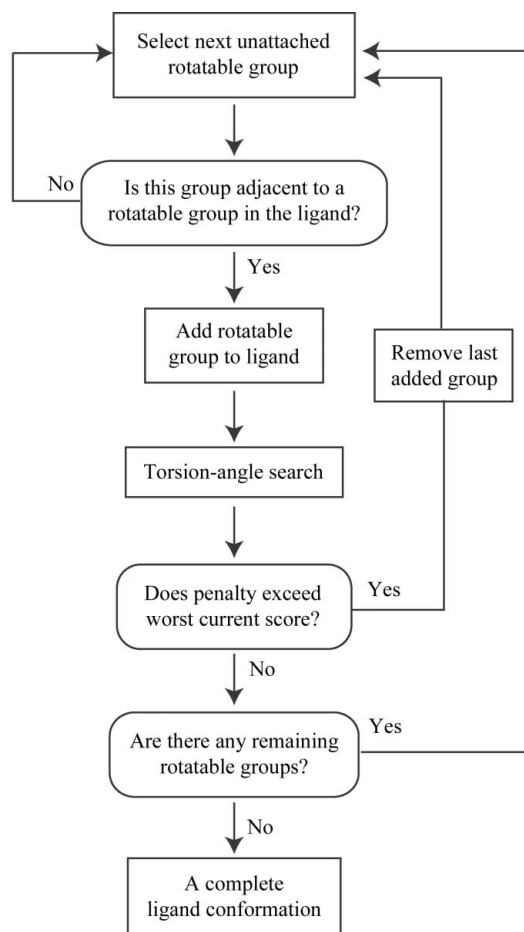 Select next unattached
rotatable group
No
Is this group adjacent to a
rotatable group in the ligand?
Yes
Add rotatable
group to ligand
Remove last
added group
Torsion-angle search
Does penalty exceed
worst current score?
Yes
No
Are there any remaining
rotatable groups?
Yes
No
A complete
ligand conformation